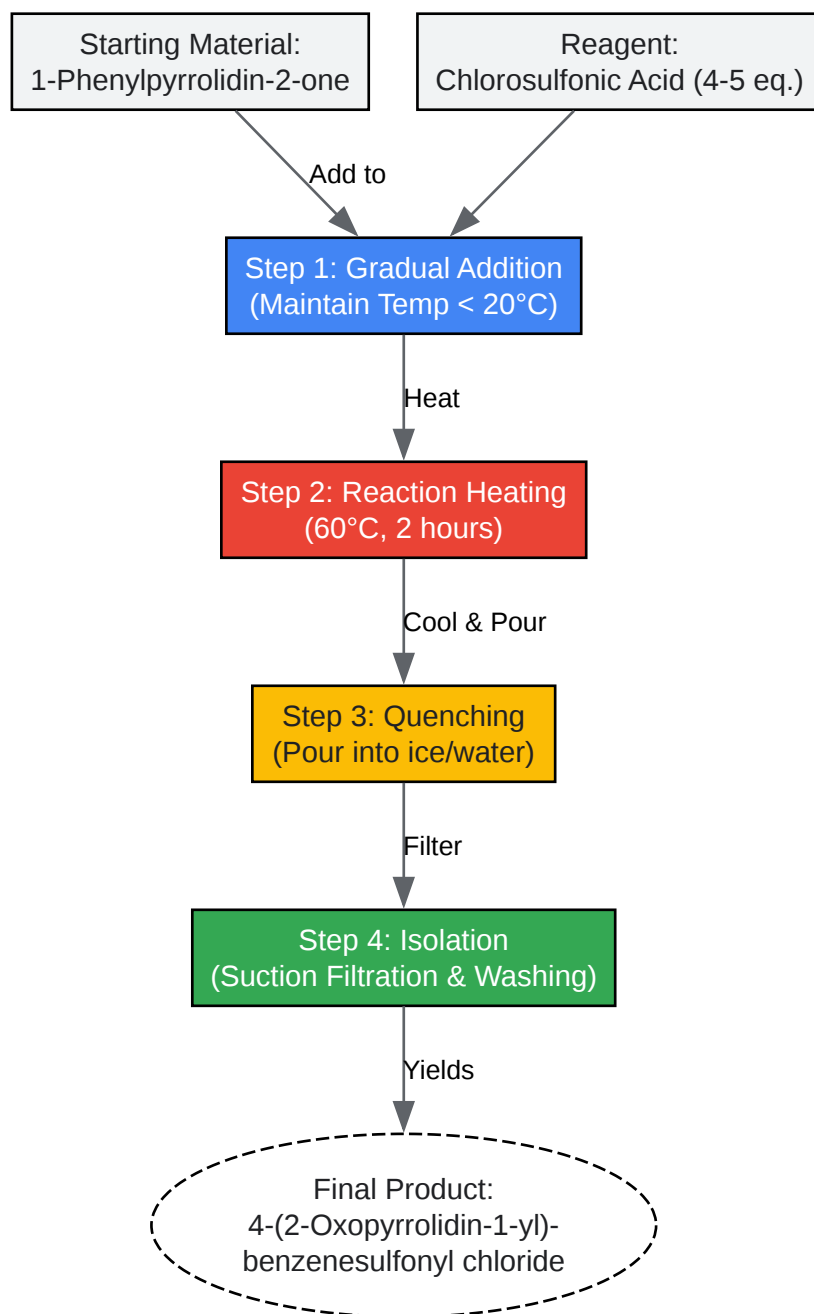 Starting Material:
1-Phenylpyrrolidin-2-one
Reagent:
Chlorosulfonic Acid (4-5 eq.)
Add to
Step 1: Gradual Addition
(Maintain Temp < 20°C)
Heat
Step 2: Reaction Heating
(60°C, 2 hours)
Cool & Pour
Step 3: Quenching
(Pour into ice/water)
Filter
Step 4: Isolation
(Suction Filtration & Washing)
Yields
Final Product:
4-(2-Oxopyrrolidin-1-yl)-
benzenesulfonyl chloride